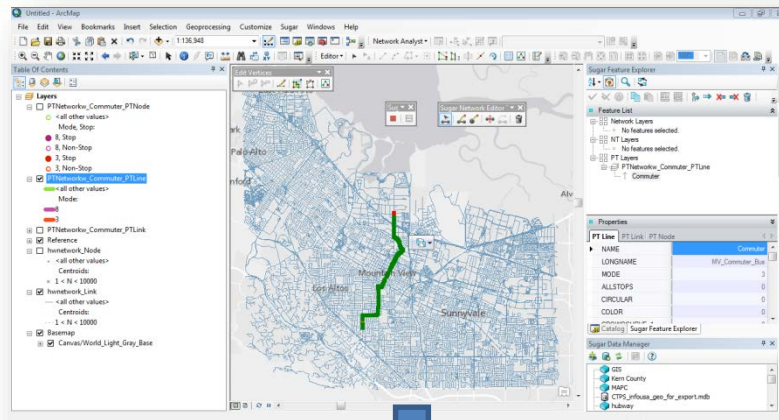 Untitled - ArcMap
File Edit View Bookmarks Insert Selection Geoprocessing Customize Sugar Windows Help
1:136,948
Network Analyst
Editor
Table Of Contents
Layers
PTNetworkw_Commuter_PTNode
<all other values>
Mode, Stop:
8, Stop
8, Non-Stop
3, Stop
3, Non-Stop
PTNetworkw_Commuter_PTLine
<all other values>
Mode:
8
3
PTNetworkw_Commuter_PTLink
Reference
hwnetwork_Node
<all other values>
Centroids:
1 < N < 10000
hwnetwork_Link
<all other values>
Centroids:
1 < N < 10000
Basemap
Canvas/World_Light_Gray_Base
Edit Vertices
Sugar Network Editor
Palo Alto
Mountain View
Los Altos
Sunnyvale
Sugar Feature Explorer
Feature List
Network Layers
No features selected
NT Layers
No features selected
PT Layers
PTNetworkw_Commuter_PTLine
Commuter
Properties
PT Line PT Link PT Node
NAME Commuter
LONGNAME MV_Commuter_Bus
MODE 3
ALLSTOPS 0
CIRCULAR 0
COLOR 0
Catalog Sugar Feature Explorer
Sugar Data Manager
GIS
Kern County
MAPC
CTPS_infousa_geo_for_export.mdb
hubway